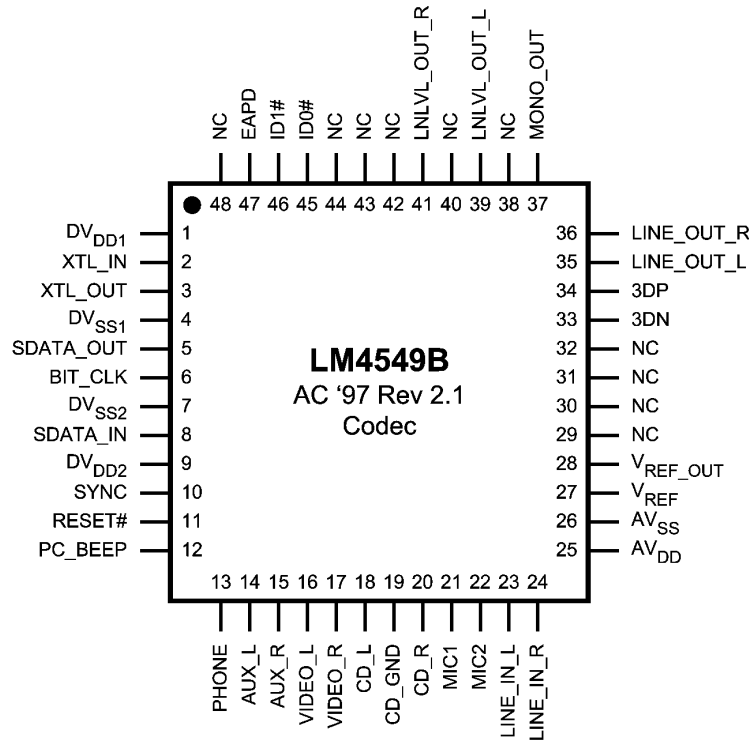 NC EAPD ID1# ID0# NC NC NC LNLVL_OUT_R NC LNLVL_OUT_L NC MONO_OUT
48 47 46 45 44 43 42 41 40 39 38 37
DVDD1 1 36 LINE_OUT_R
XTL_IN 2 35 LINE_OUT_L
XTL_OUT 3 34 3DP
DVSS1 4 33 3DN
SDATA_OUT 5 32 NC
LM4549B
BIT_CLK 6 31 NC
AC ‘97 Rev 2.1
DVSS2 7 30 NC
Codec
SDATA_IN 8 29 NC
DVDD2 9 28 VREF_OUT
SYNC 10 27 VREF
RESET# 11 26 AVSS
PC_BEEP 12 25 AVDD
13 14 15 16 17 18 19 20 21 22 23 24
PHONE AUX_L AUX_R VIDEO_L VIDEO_R CD_L CD_GND CD_R MIC1 MIC2 LINE_IN_L LINE_IN_R